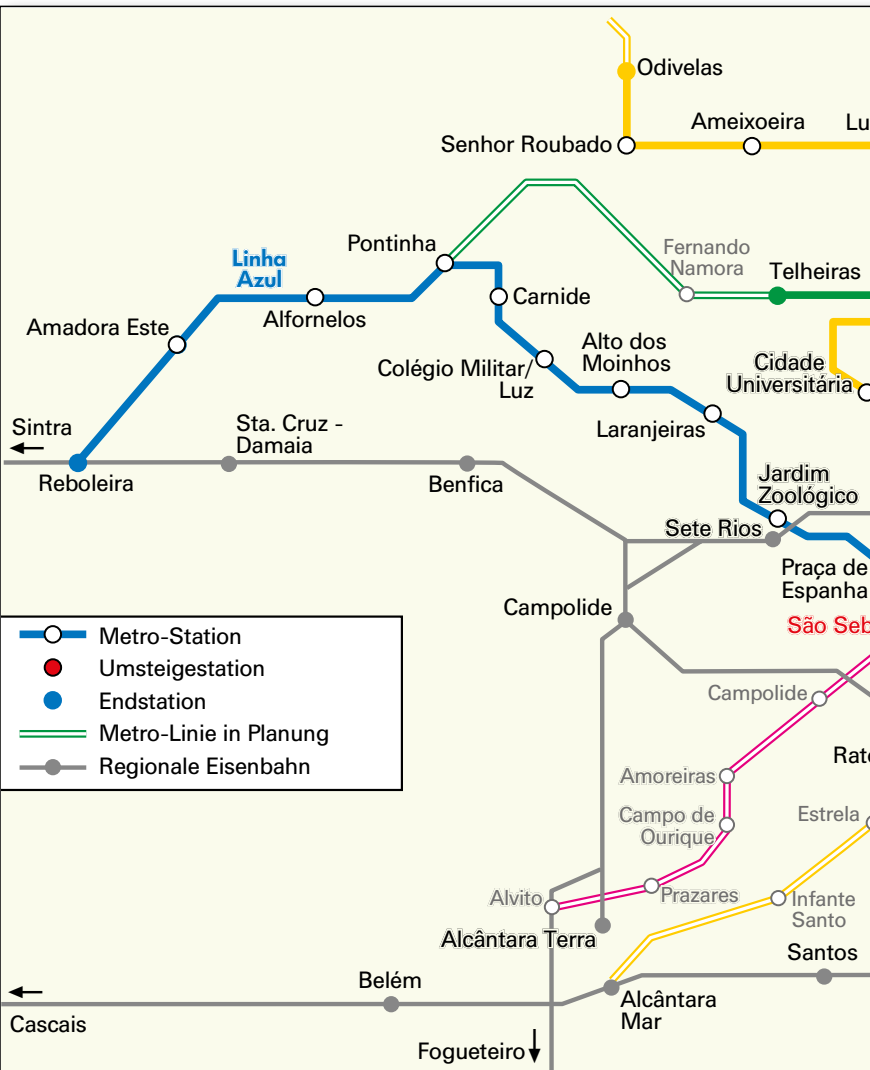 Odivelas
Ameixoeira
Lu
Senhor Roubado
Pontinha
Fernando
Namora
Linha
Azul
Telheiras
Carnide
Alfornelos
Amadora Este
Alto dos
Moinhos
Cidade
Universitária
Colégio Militar/
Luz
Sintra
Sta. Cruz -
Damaia
Laranjeiras
Reboleira
Benfica
Jardim
Zoológico
Sete Rios
Praça de
Espanha
Campolide
São Seb
Metro-Station
Umsteigestation
Endstation
Metro-Linie in Planung
Regionale Eisenbahn
Campolide
Rato
Amoreiras
Campo de
Ourique
Estrela
Alvito
Prazares
Infante
Santo
Alcântara Terra
Santos
Belém
Alcântara
Mar
Cascais
Fogueteiro